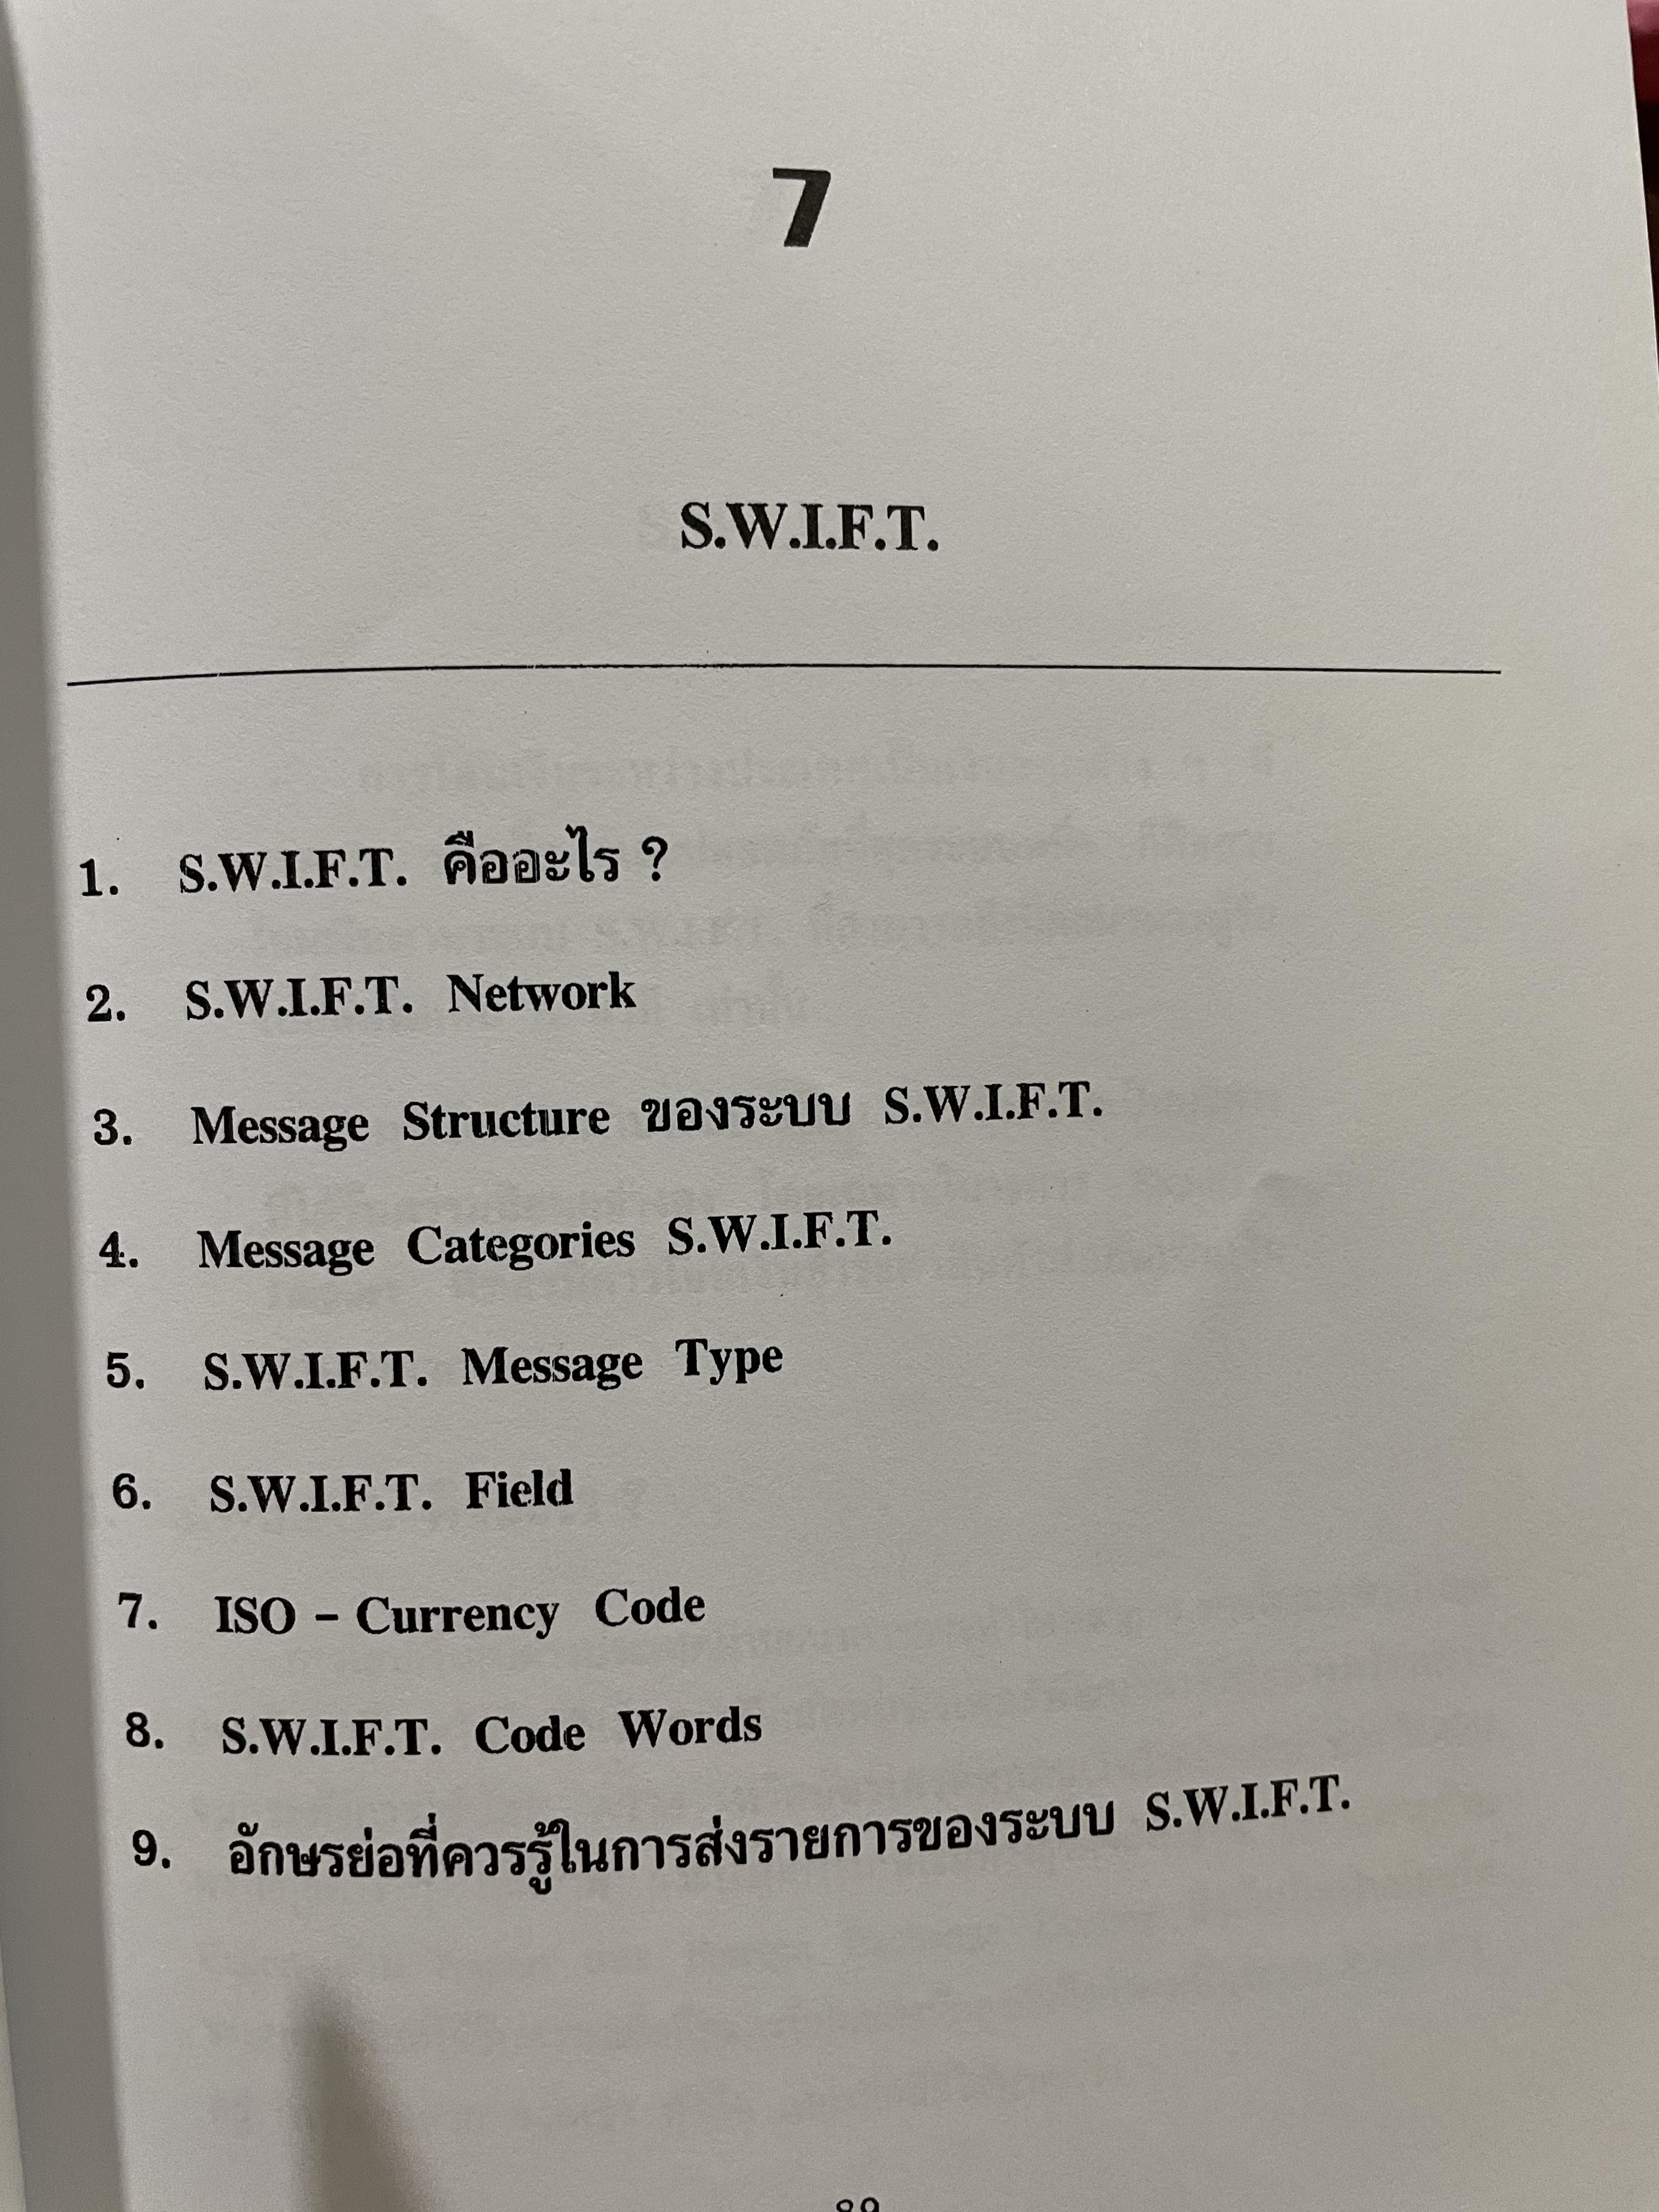 7
S.W.I.F.T.
1. S.W.I.F.T. คืออะไร ?
2. S.W.I.F.T. Network
3. Message Structure ของระบบ S.W.I.F.T.
4. Message Categories S.W.I.F.T.
5. S.W.I.F.T. Message Type
6. S.W.I.F.T. Field
7. ISO – Currency Code
8. S.W.I.F.T. Code Words
9. อักษรย่อที่ควรรู้ในการส่งรายการของระบบ S.W.I.F.T.